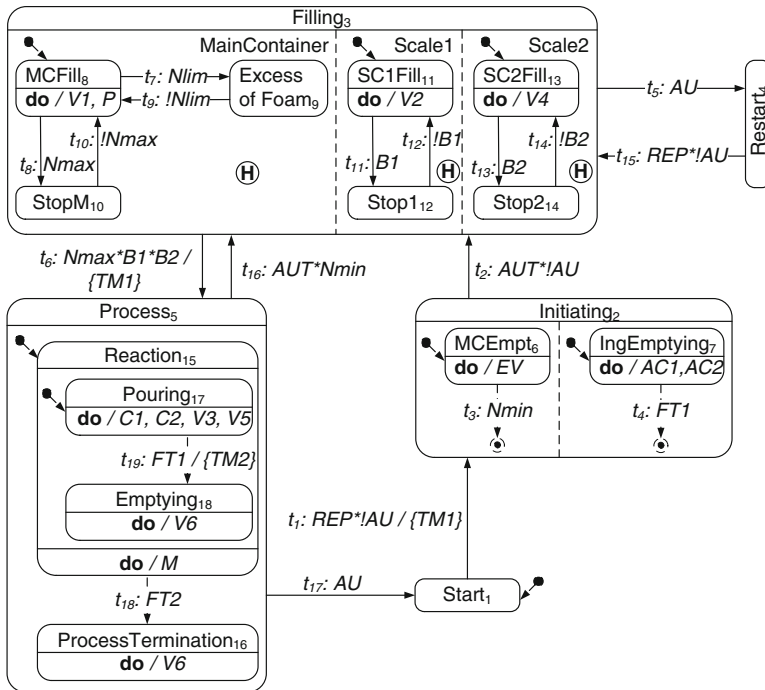 Filling3
MainContainer
Scale1
Scale2
MCFill8
do / V1, P
t7: Nlim
t9: !Nlim
Excess
of Foam9
SC1Fill11
do / V2
SC2Fill13
do / V4
t5: AU
Restart4
t10: !Nmax
t8: Nmax
t12: !B1
t11: B1
t14: !B2
t13: B2
t15: REP*!AU
H
H
H
StopM10
Stop112
Stop214
t6: Nmax*B1*B2 /
{TM1}
t16: AUT*Nmin
t2: AUT*!AU
Process5
Initiating2
Reaction15
MCEmpt6
do / EV
IngEmptying7
do / AC1,AC2
Pouring17
do / C1, C2, V3, V5
t3: Nmin
t4: FT1
t19: FT1 / {TM2}
Emptying18
do / V6
t1: REP*!AU / {TM1}
do / M
t18: FT2
t17: AU
Start1
ProcessTermination16
do / V6